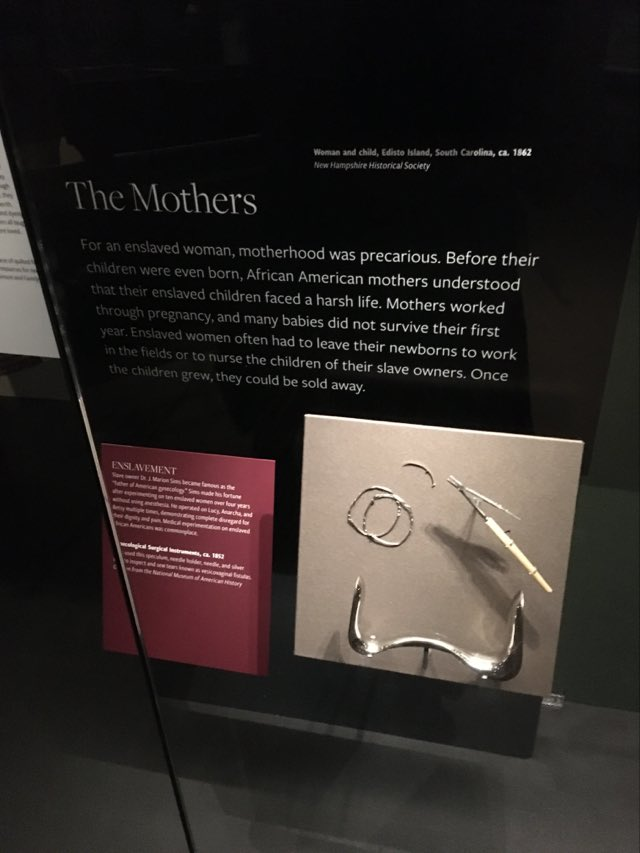 Woman and child, Edisto Island, South Carolina, ca. 1862
New Hampshire Historical Society
The Mothers
For an enslaved woman, motherhood was precarious. Before their
children were even born, African American mothers understood
that their enslaved children faced a harsh life. Mothers worked
through pregnancy, and many babies did not survive their first
year. Enslaved women often had to leave their newborns to work
in the fields or to nurse the children of their slave owners. Once
the children grew, they could be sold away.
ENSLAVEMENT
Slave owner Dr. J. Marion Sims became famous as the
"father of American gynecology." Sims made his fortune
after experimenting on ten enslaved women over four years
without using anesthesia. He operated on Lucy, Anarcha, and
Betsy multiple times, demonstrating complete disregard for
their dignity and pain. Medical experimentation on enslaved
African Americans was commonplace.
Surgical Instruments, ca. 1852
used this speculum, needle holder, needle, and silver
to inspect and sew tears known as vesicovaginal fistulas.
from the National Museum of American History